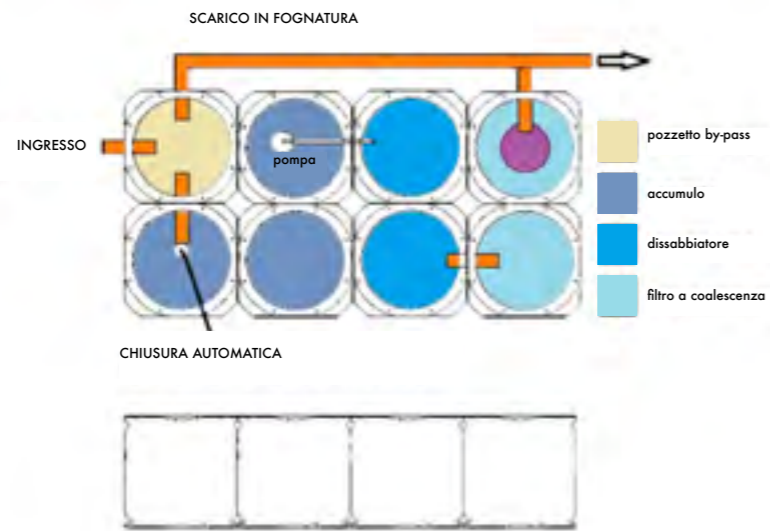 SCARICO IN FOGNATURA
INGRESSO
pompa
pozzetto by-pass
accumulo
dissabbiatore
filtro a coalescenza
CHIUSURA AUTOMATICA